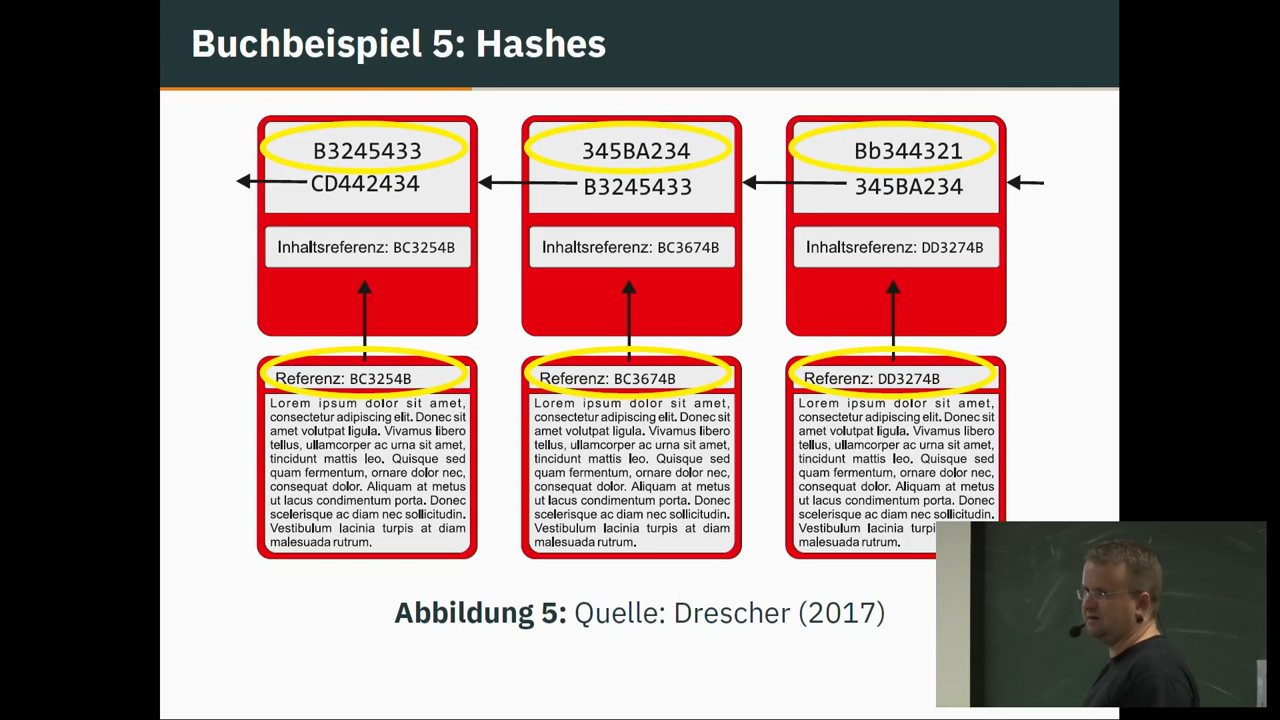 Buchbeispiel 5: Hashes
B3245433
CD442434
Inhaltsreferenz: BC3254B
345BA234
B3245433
Inhaltsreferenz: BC3674B
Bb344321
345BA234
Inhaltsreferenz: DD3274B
Referenz: BC3254B
Lorem ipsum dolor sit amet,
consectetur adipiscing elit. Donec sit
amet volutpat ligula. Vivamus libero
tellus, ullamcorper ac urna sit amet,
tincidunt mattis leo. Quisque sed
quam fermentum, ornare dolor nec,
consequat dolor. Aliquam at metus
ut lacus condimentum porta. Donec
scelerisque ac diam nec sollicitudin.
Vestibulum lacinia turpis at diam
malesuada rutrum.
Referenz: BC3674B
Lorem ipsum dolor sit amet,
consectetur adipiscing elit. Donec sit
amet volutpat ligula. Vivamus libero
tellus, ullamcorper ac urna sit amet,
tincidunt mattis leo. Quisque sed
quam fermentum, ornare dolor nec,
consequat dolor. Aliquam at metus
ut lacus condimentum porta. Donec
scelerisque ac diam nec sollicitudin.
Vestibulum lacinia turpis at diam
malesuada rutrum.
Referenz: DD3274B
Lorem ipsum dolor sit amet,
consectetur adipiscing elit. Donec sit
amet volutpat ligula. Vivamus libero
tellus, ullamcorper ac urna sit amet,
tincidunt mattis leo. Quisque sed
quam fermentum, ornare dolor nec,
consequat dolor. Aliquam at metus
ut lacus condimentum porta. Donec
scelerisque ac diam nec sollicitudin.
Vestibulum lacinia turpis
malesuada rutrum.
Abbildung 5: Quelle: Drescher (2017)